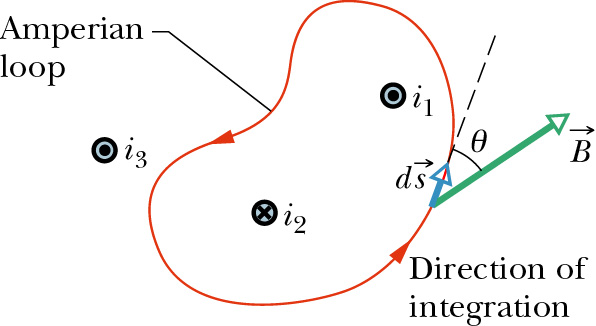 Amperian
loop
i₁
i₃
θ
B⃗
ds⃗
i₂
Direction of
integration